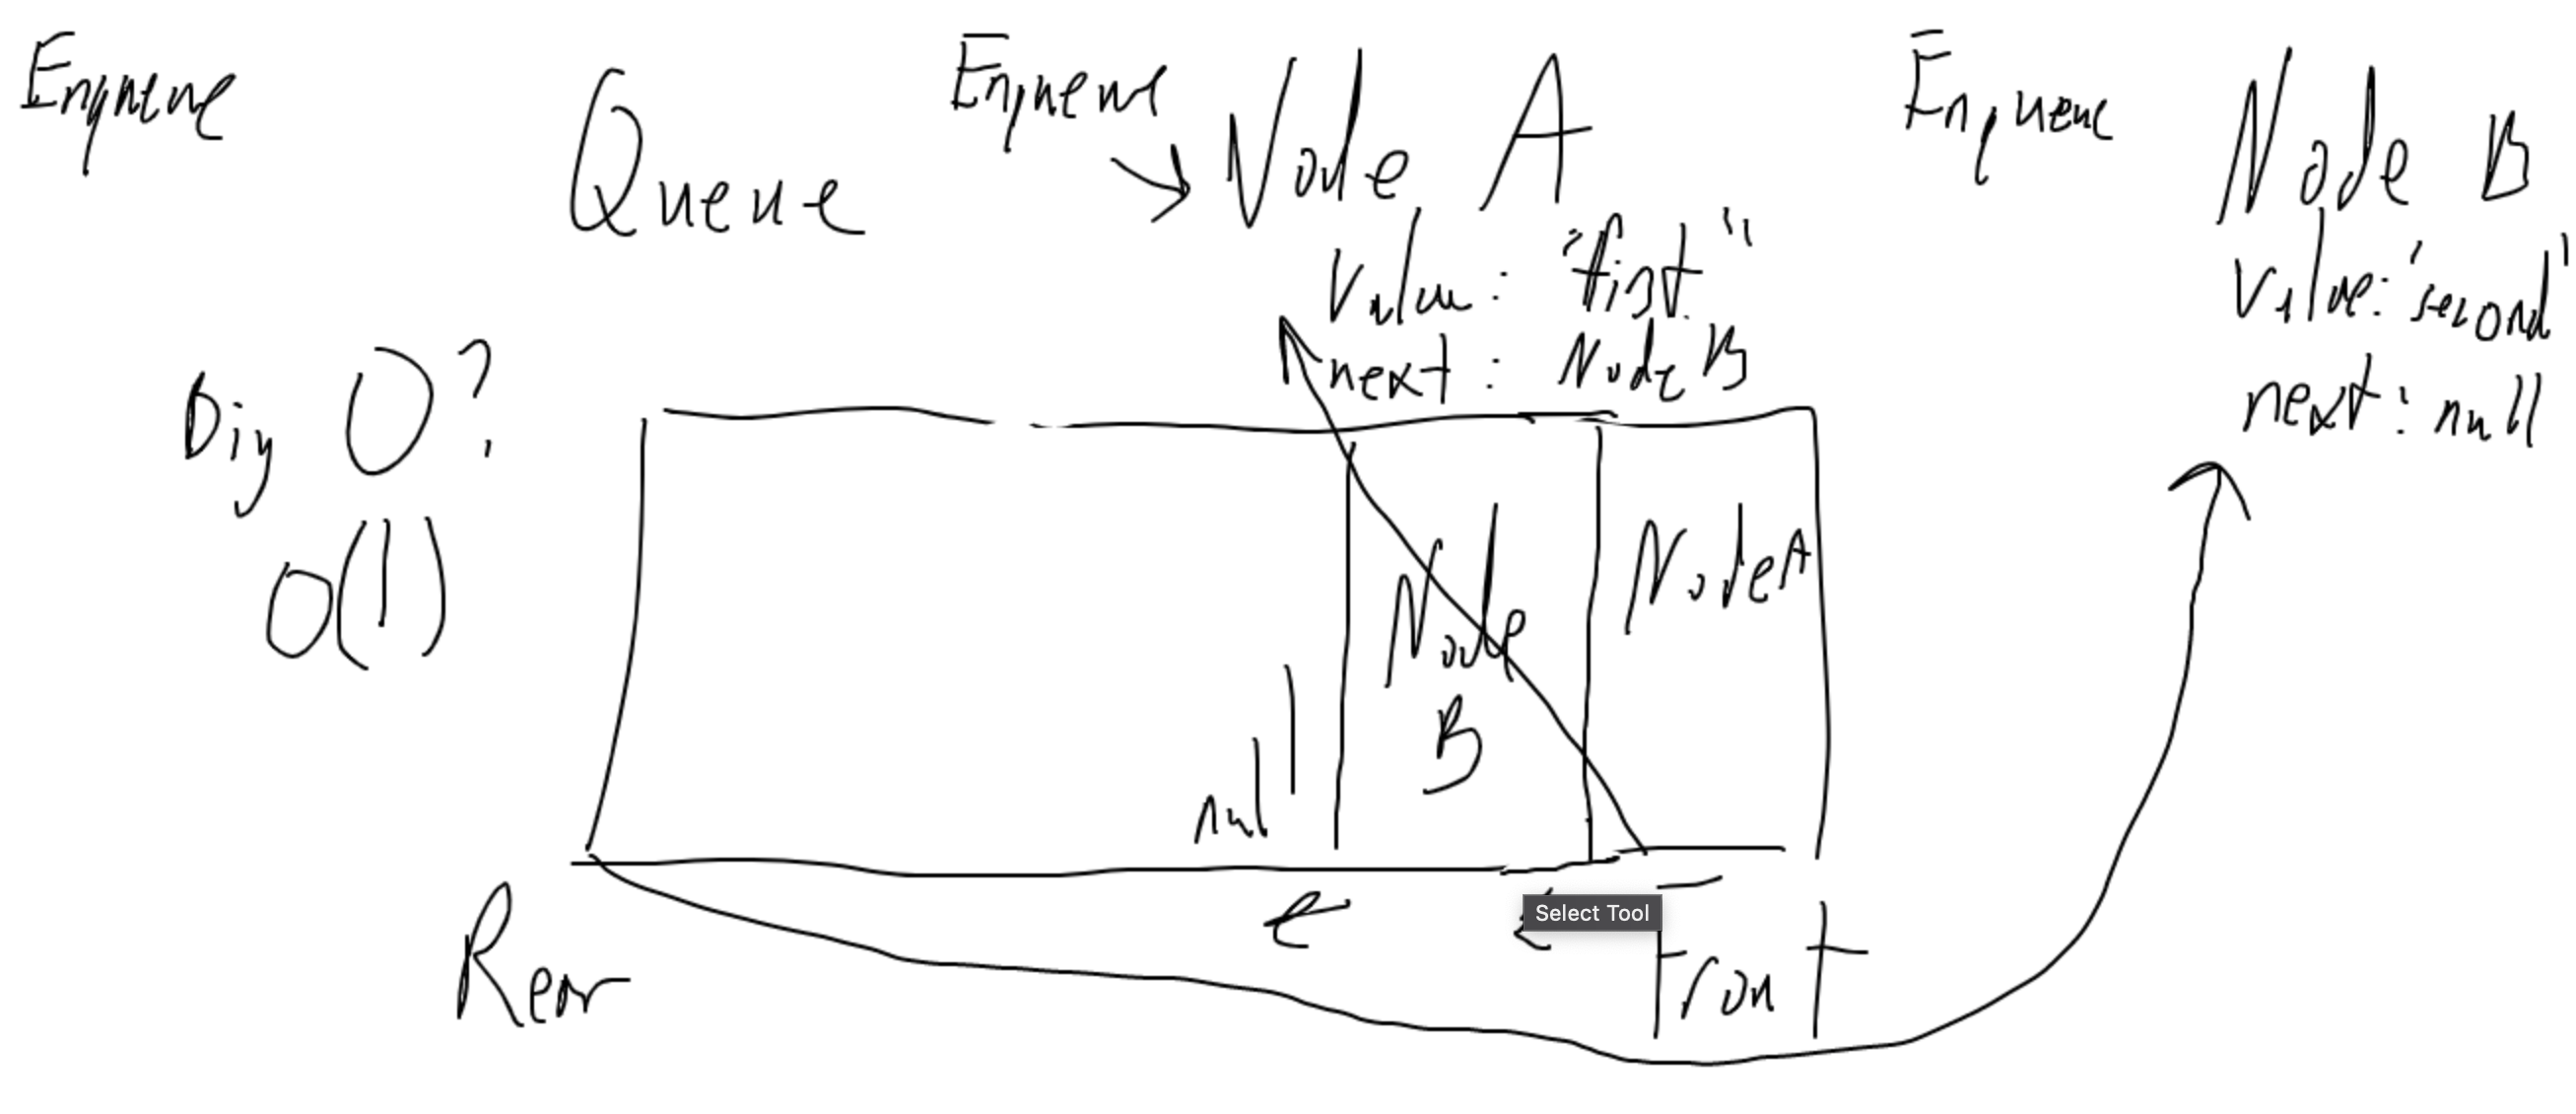 Enqueue
Queue
Enqueue
Node A
value: "first"
next: Node B
Enqueue
Node B
value: "second"
next: null
Big O?
O(1)
null
Node
B
Node A
Rear
Select Tool
Front